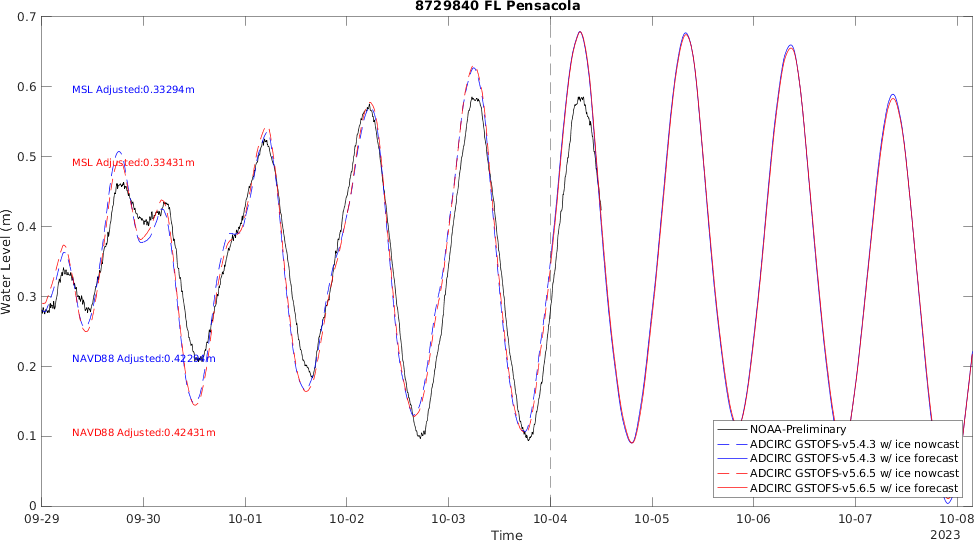 8729840 FL Pensacola
0.7
0.6
0.5
0.4
0.3
0.2
0.1
0
Water Level (m)
MSL Adjusted:0.33294m
MSL Adjusted:0.33431m
NAVD88 Adjusted:0.42294m
NAVD88 Adjusted:0.42431m
NOAA-Preliminary
ADCIRC GSTOFS-v5.4.3 w/ ice nowcast
ADCIRC GSTOFS-v5.4.3 w/ ice forecast
ADCIRC GSTOFS-v5.6.5 w/ ice nowcast
ADCIRC GSTOFS-v5.6.5 w/ ice forecast
09-29 09-30 10-01 10-02 10-03 10-04 10-05 10-06 10-07 10-08
Time 2023